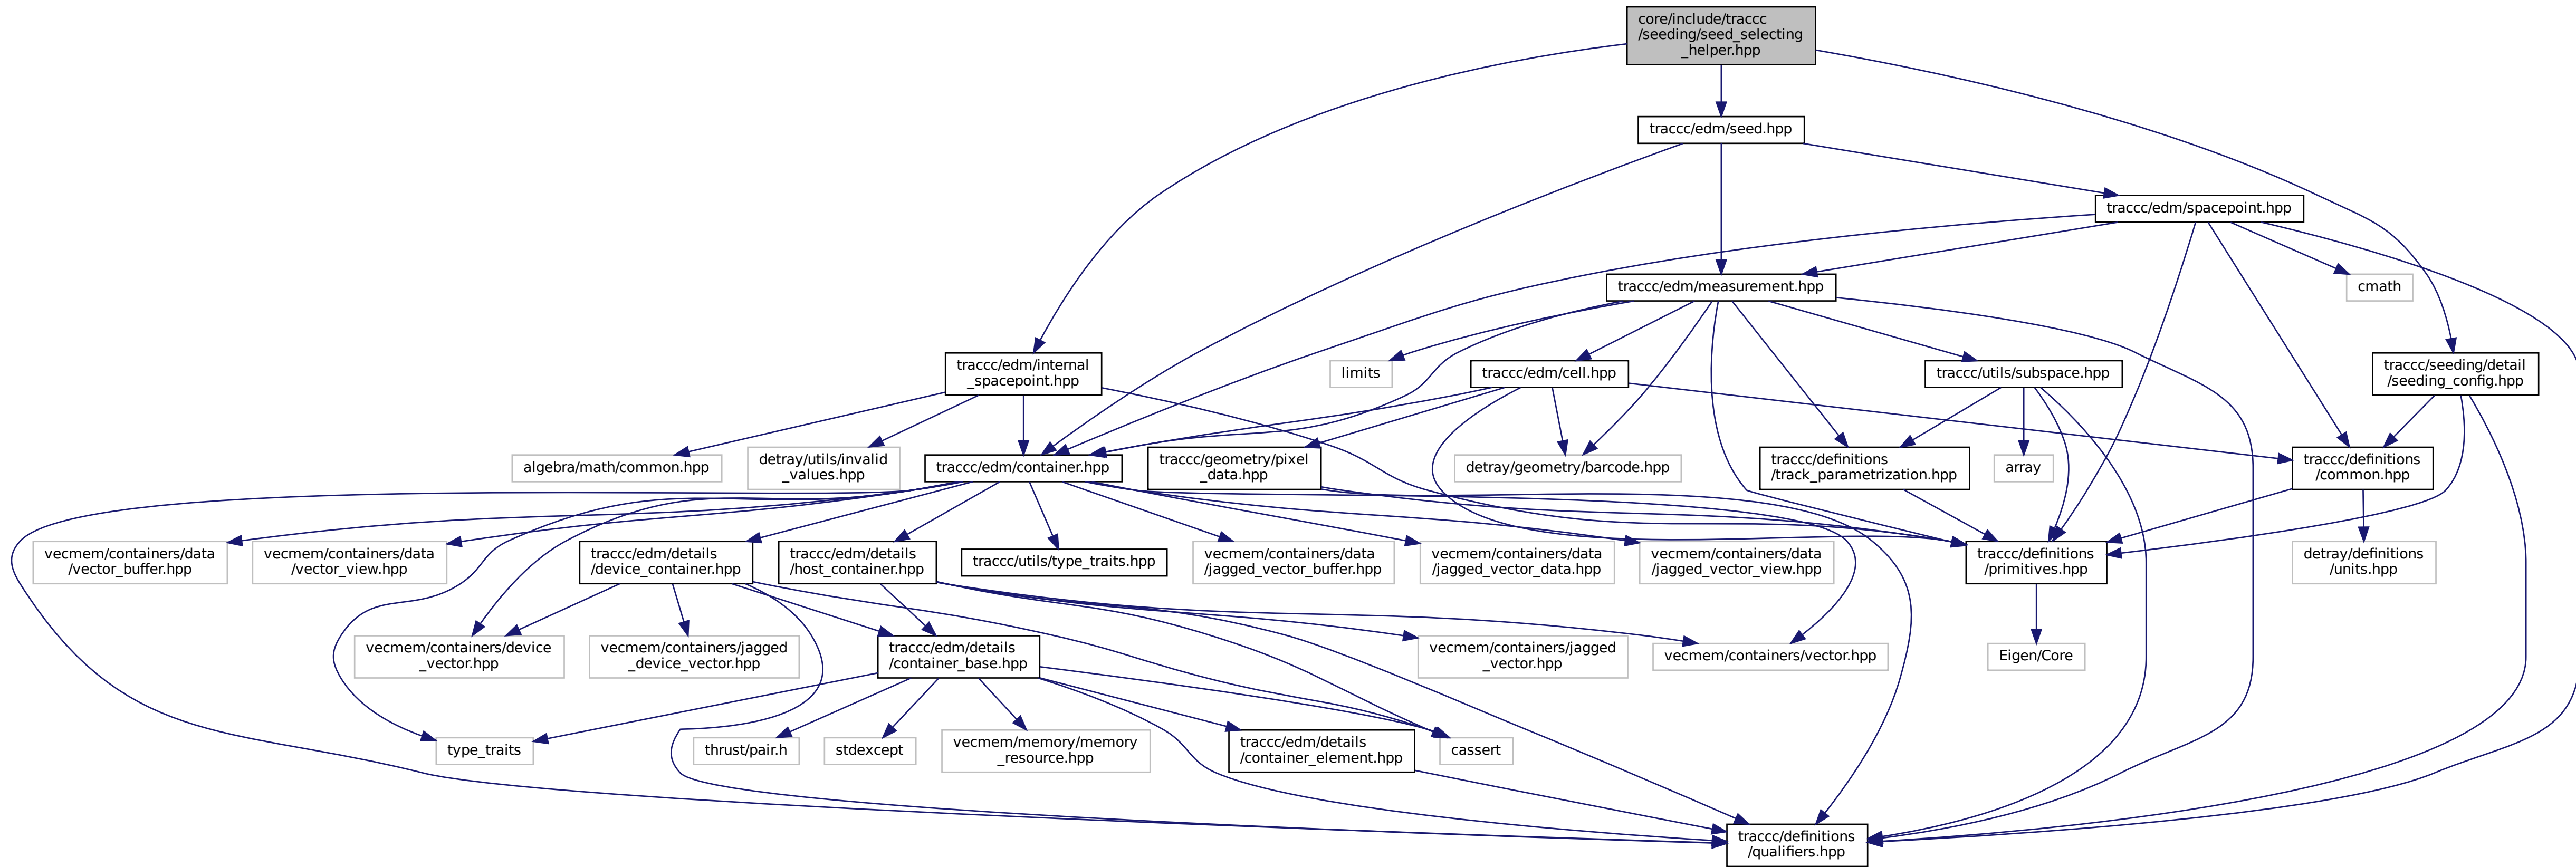 core/include/traccc
/seeding/seed_selecting
_helper.hpp
traccc/edm/seed.hpp
traccc/edm/spacepoint.hpp
traccc/edm/measurement.hpp
cmath
traccc/edm/internal
_spacepoint.hpp
limits
traccc/edm/cell.hpp
traccc/utils/subspace.hpp
traccc/seeding/detail
/seeding_config.hpp
algebra/math/common.hpp
detray/utils/invalid
_values.hpp
traccc/edm/container.hpp
traccc/geometry/pixel
_data.hpp
detray/geometry/barcode.hpp
traccc/definitions
/track_parametrization.hpp
array
traccc/definitions
/common.hpp
vecmem/containers/data
/vector_buffer.hpp
vecmem/containers/data
/vector_view.hpp
traccc/edm/details
/device_container.hpp
traccc/edm/details
/host_container.hpp
traccc/utils/type_traits.hpp
vecmem/containers/data
/jagged_vector_buffer.hpp
vecmem/containers/data
/jagged_vector_data.hpp
vecmem/containers/data
/jagged_vector_view.hpp
traccc/definitions
/primitives.hpp
detray/definitions
/units.hpp
vecmem/containers/device
_vector.hpp
vecmem/containers/jagged
_device_vector.hpp
traccc/edm/details
/container_base.hpp
vecmem/containers/jagged
_vector.hpp
vecmem/containers/vector.hpp
Eigen/Core
type_traits
thrust/pair.h
stdexcept
vecmem/memory/memory
_resource.hpp
traccc/edm/details
/container_element.hpp
cassert
traccc/definitions
/qualifiers.hpp